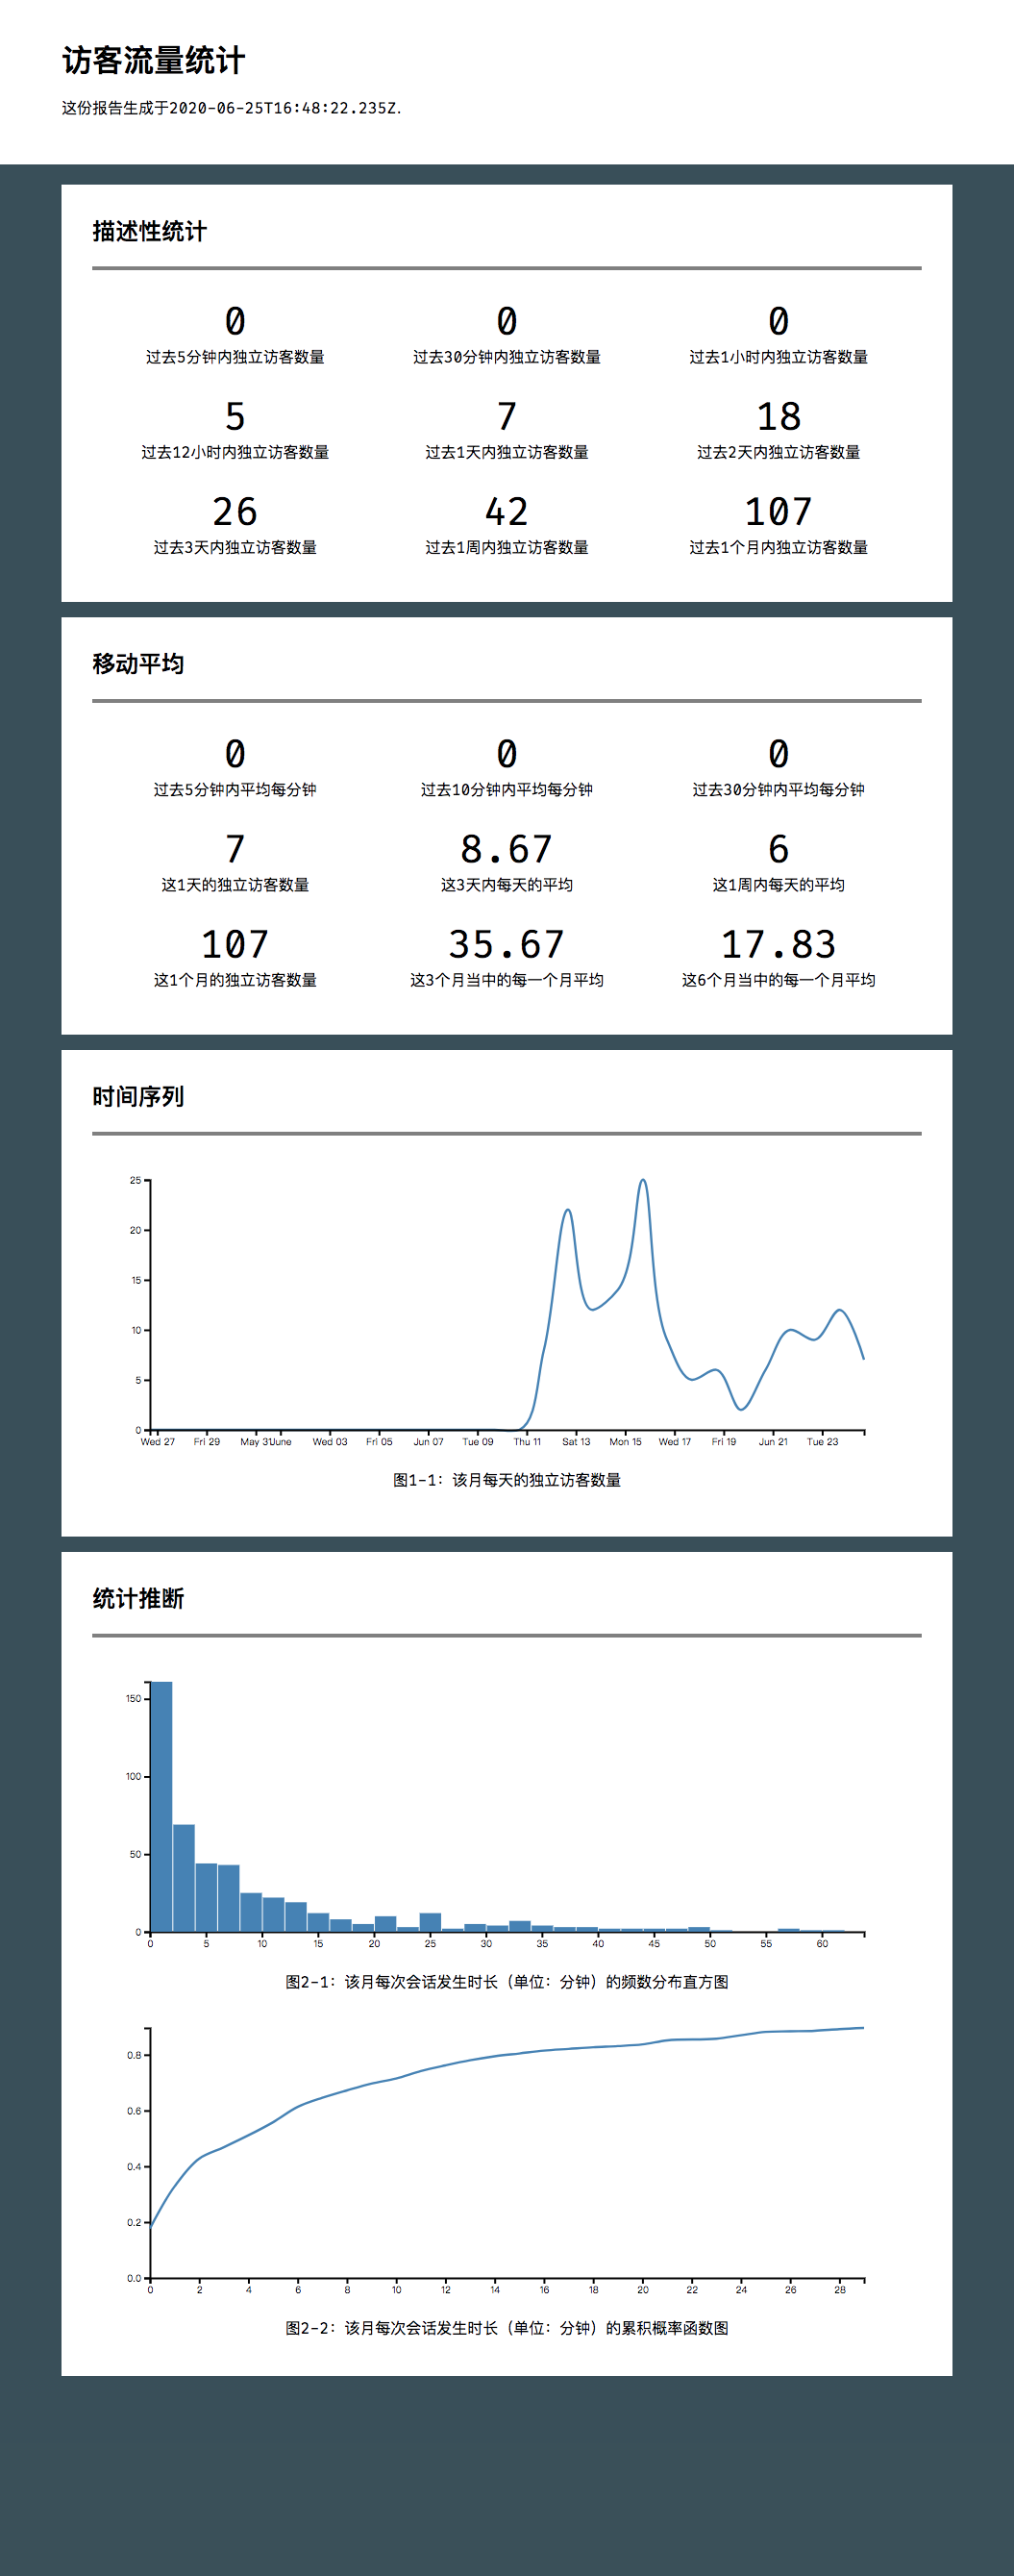 访客流量统计
这份报告生成于2020-06-25T16:48:22.235Z.
描述性统计
0 0 0
过去5分钟内独立访客数量 过去30分钟内独立访客数量 过去1小时内独立访客数量
5 7 18
过去12小时内独立访客数量 过去1天内独立访客数量 过去2天内独立访客数量
26 42 107
过去3天内独立访客数量 过去1周内独立访客数量 过去1个月内独立访客数量
移动平均
0 0 0
过去5分钟内平均每分钟 过去10分钟内平均每分钟 过去30分钟内平均每分钟
7 8.67 6
这1天的独立访客数量 这3天内每天的平均 这1周内每天的平均
107 35.67 17.83
这1个月的独立访客数量 这3个月当中的每一个月平均 这6个月当中的每一个月平均
时间序列
25
20
15
10
5
0
Wed 27 Fri 29 May 31 June Wed 03 Fri 05 Jun 07 Tue 09 Thu 11 Sat 13 Mon 15 Wed 17 Fri 19 Jun 21 Tue 23
图1-1: 该月每天的独立访客数量
统计推断
150
100
50
0
0 5 10 15 20 25 30 35 40 45 50 55 60
图2-1: 该月每次会话发生时长（单位: 分钟）的频数分布直方图
0.8
0.6
0.4
0.2
0.0
0 2 4 6 8 10 12 14 16 18 20 22 24 26 28
图2-2: 该月每次会话发生时长（单位: 分钟）的累积概率函数图